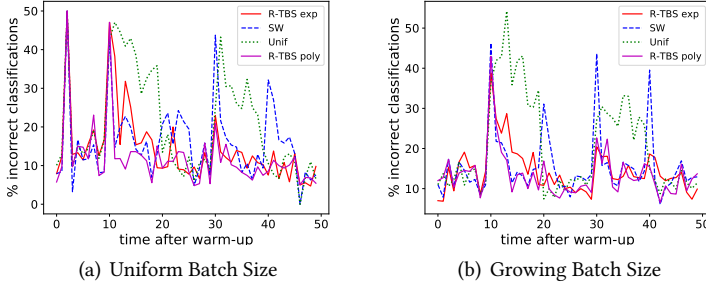 50
40
30
20
10
0
% incorrect classifications
0 10 20 30 40 50
time after warm-up
R-TBS exp
SW
Unif
R-TBS poly
(a) Uniform Batch Size
50
40
30
20
10
% incorrect classifications
0 10 20 30 40 50
time after warm-up
R-TBS exp
SW
Unif
R-TBS poly
(b) Growing Batch Size